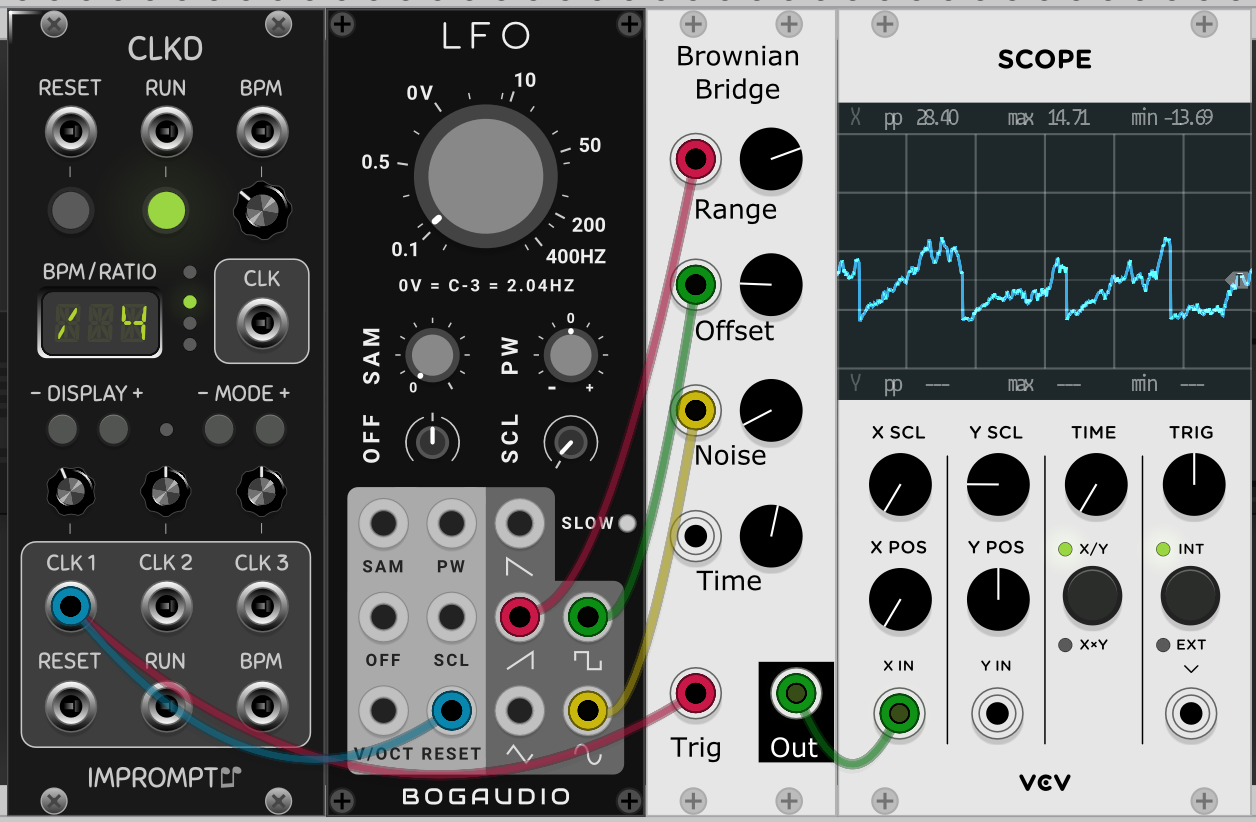 CLKD
RESET RUN BPM
BPM/RATIO
CLK
/ 4
- DISPLAY + - MODE +
CLK 1 CLK 2 CLK 3
RESET RUN BPM
IMPROMPT
LFO
0V 10
0.5 50
0.1 200
400HZ
0V = C-3 = 2.04HZ
SAM 0 PW 0 - +
OFF SCL
SLOW
SAM PW
OFF SCL
V/OCT RESET
BOGAUDIO
Brownian
Bridge
Range
Offset
Noise
Time
Trig Out
SCOPE
X pp 28.40 max 14.71 min -13.69
Y pp --- max --- min ---
X SCL Y SCL TIME TRIG
X POS Y POS X/Y INT
X×Y EXT
X IN Y IN
VCV